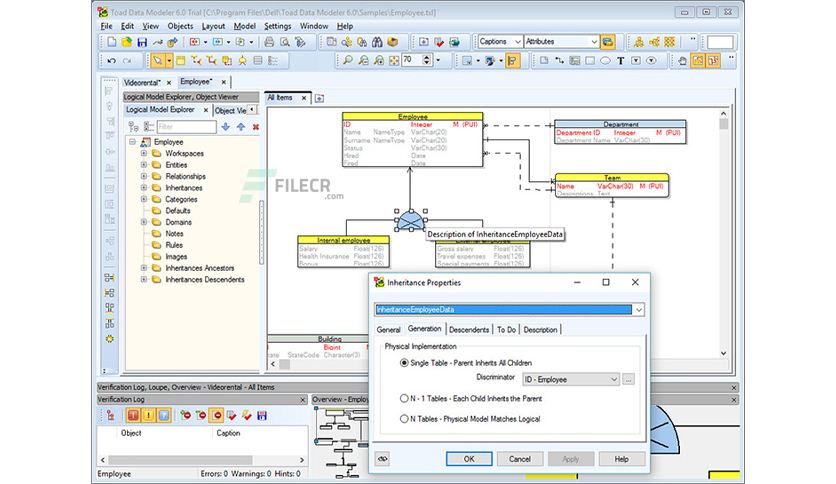 Toad Data Modeler 6.0 Trial [C:\Program Files\Dell\Toad Data Modeler 6.0\Samples\Employee.txl]
File Edit View Objects Layout Model Settings Window Help
Captions Attributes
70
Videorental* Employee*
Logical Model Explorer, Object Viewer
Logical Model Explorer Object Vie
Filter
Employee
Workspaces
Entities
Relationships
Inheritances
Categories
Defaults
Domains
Notes
Rules
Images
Inheritances Ancestors
Inheritances Descendents
All Items
Employee
ID Integer M (PUI)
Name NameType VarChar(20)
Surname NameType VarChar(20)
Status VarChar(30)
Hired Date
Fired Date
Department
Department ID Integer M (PUI)
Department Name VarChar(30)
Team
Name VarChar(30) M (PUI)
Descriptions Text
FILECR
.com
Description of InheritanceEmployeeData
Internal employee
Salary Float(126)
Health Insurance Float(126)
Bonus Float(126)
Gross salary Float(126)
Travel expenses Float(126)
Special payments Float(126)
Building
Bigint M (PUI)
StateCode Character(3)
Inheritance Properties
InheritanceEmployeeData
General Generation Descendents To Do Description
Physical Implementation
Single Table - Parent Inherits All Children
Discriminator ID - Employee ...
N - 1 Tables - Each Child Inherits the Parent
N Tables - Physical Model Matches Logical
OK Cancel Apply Help
Verification Log, Loupe, Overview - Videorental - All Items
Verification Log
Overview - Employ
Object Caption
Employee Errors: 0 Warnings: 0 Hints: 0